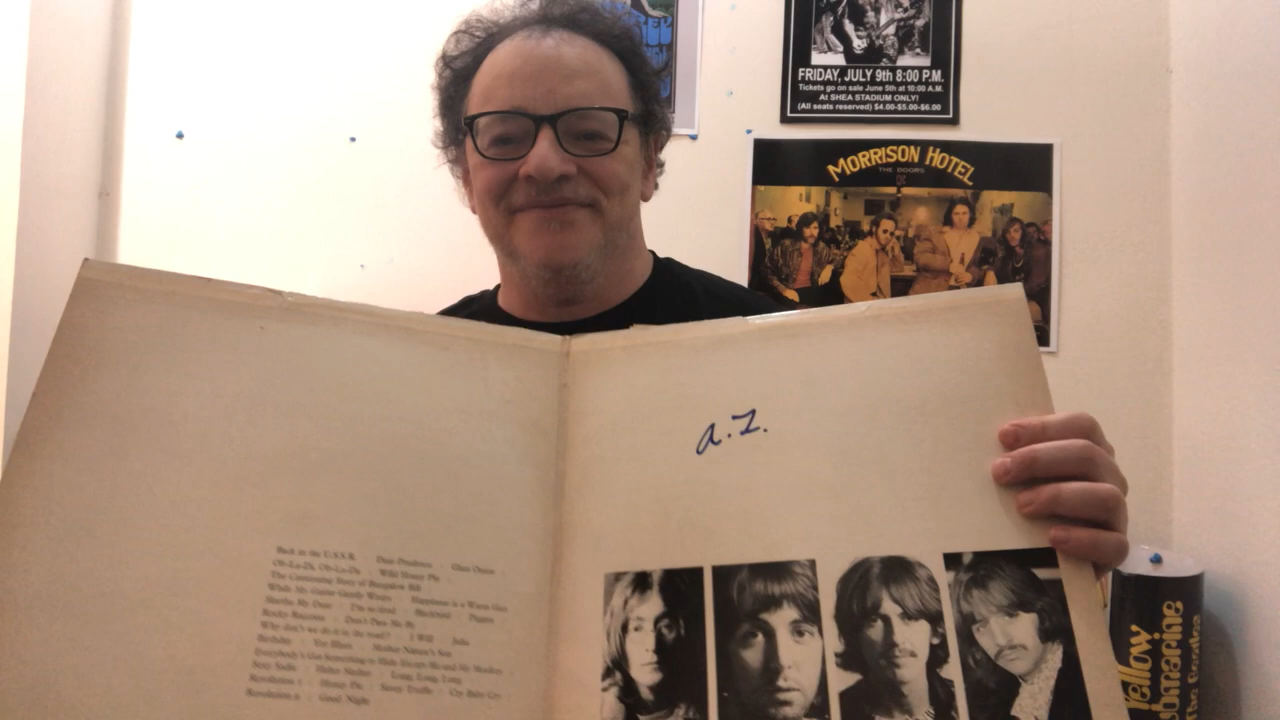 FRIDAY, JULY 9th 8:00 P.M.
Tickets go on sale June 5th at 10:00 A.M.
At SHEA STADIUM ONLY!
(All seats reserved) $4.00-$5.00-$6.00
MORRISON HOTEL
THE DOORS
a.Z.
Back in the U.S.S.R. Dear Prudence Glass Onion
Ob-La-Di, Ob-La-Da Wild Honey Pie
The Continuing Story of Bungalow Bill
While My Guitar Gently Weeps Happiness is a Warm Gun
Martha My Dear I'm so tired Blackbird Piggies
Rocky Raccoon Don't Pass Me By
Why don't we do it in the road? I Will Julia
Birthday Yer Blues Mother Nature's Son
Everybody's Got Something to Hide Except Me and My Monkey
Sexy Sadie Helter Skelter Long, Long, Long
Revolution 1 Honey Pie Savoy Truffle Cry Baby Cry
Revolution 9 Good Night
Yellow
bmarine
The Beatles